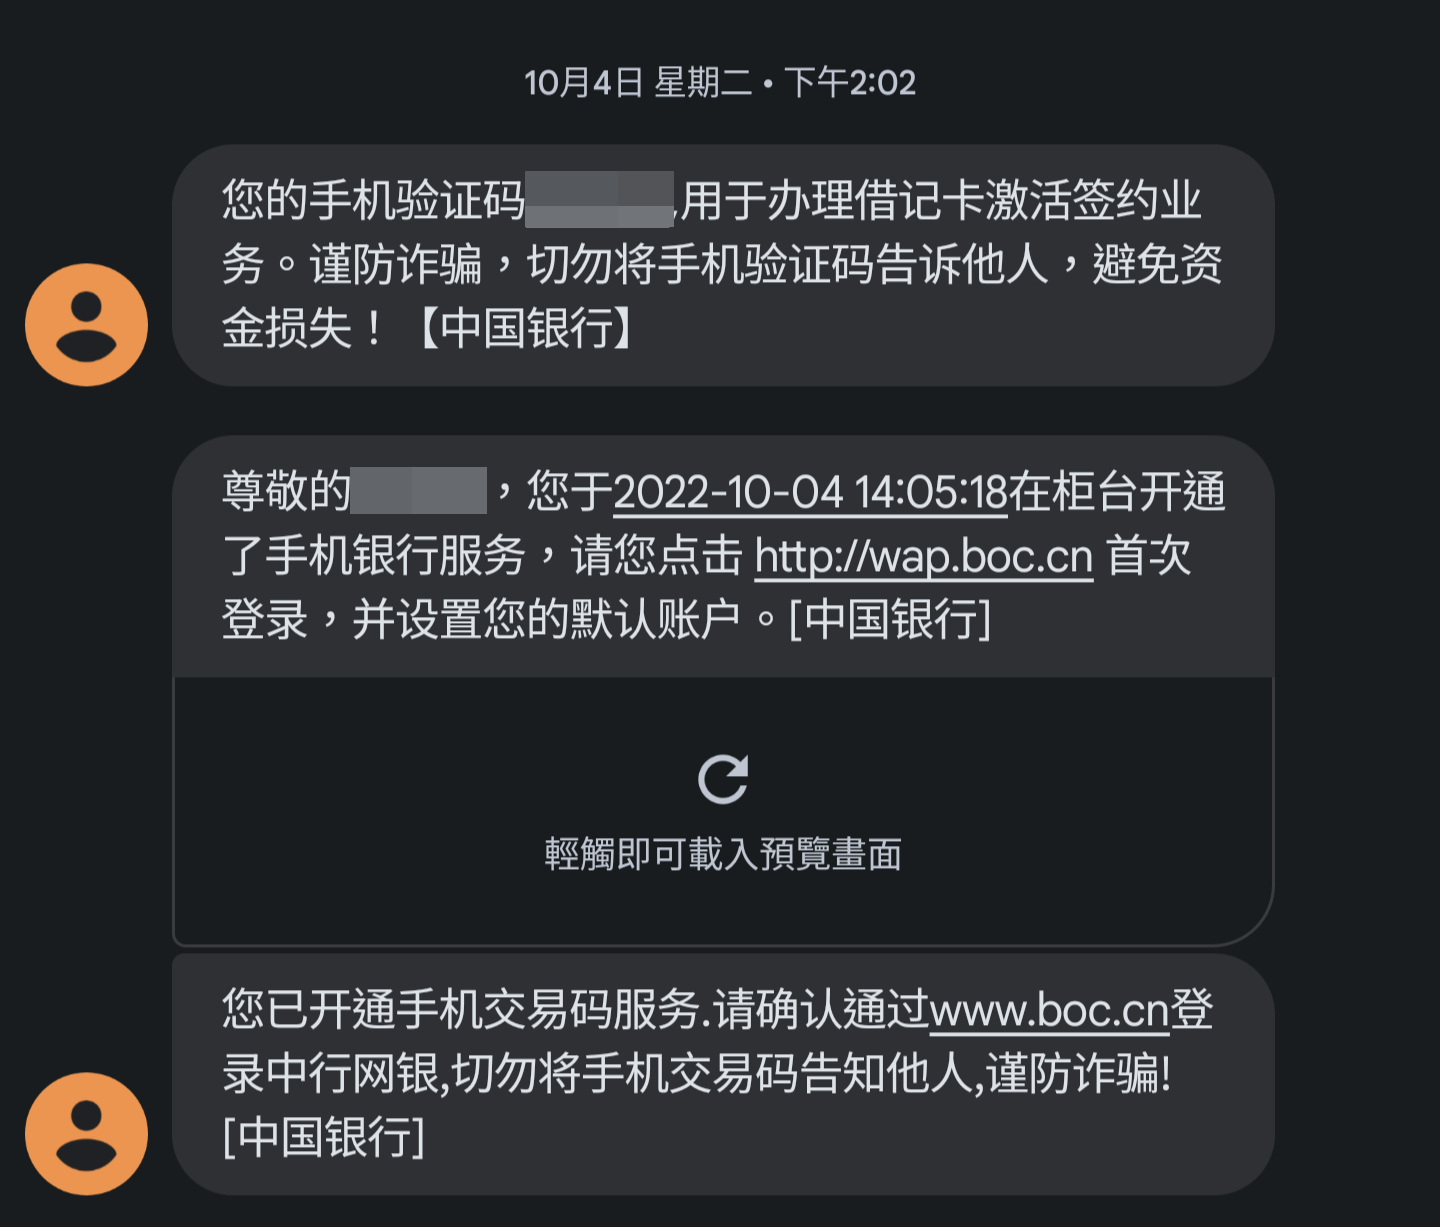 10月4日 星期二 • 下午2:02
您的手机验证码 ,用于办理借记卡激活签约业
务。谨防诈骗，切勿将手机验证码告诉他人，避免资
金损失！【中国银行】
尊敬的 ，您于2022-10-04 14:05:18在柜台开通
了手机银行服务，请您点击 http://wap.boc.cn 首次
登录，并设置您的默认账户。[中国银行]
輕觸即可載入預覽畫面
您已开通手机交易码服务.请确认通过www.boc.cn登
录中行网银,切勿将手机交易码告知他人,谨防诈骗!
[中国银行]